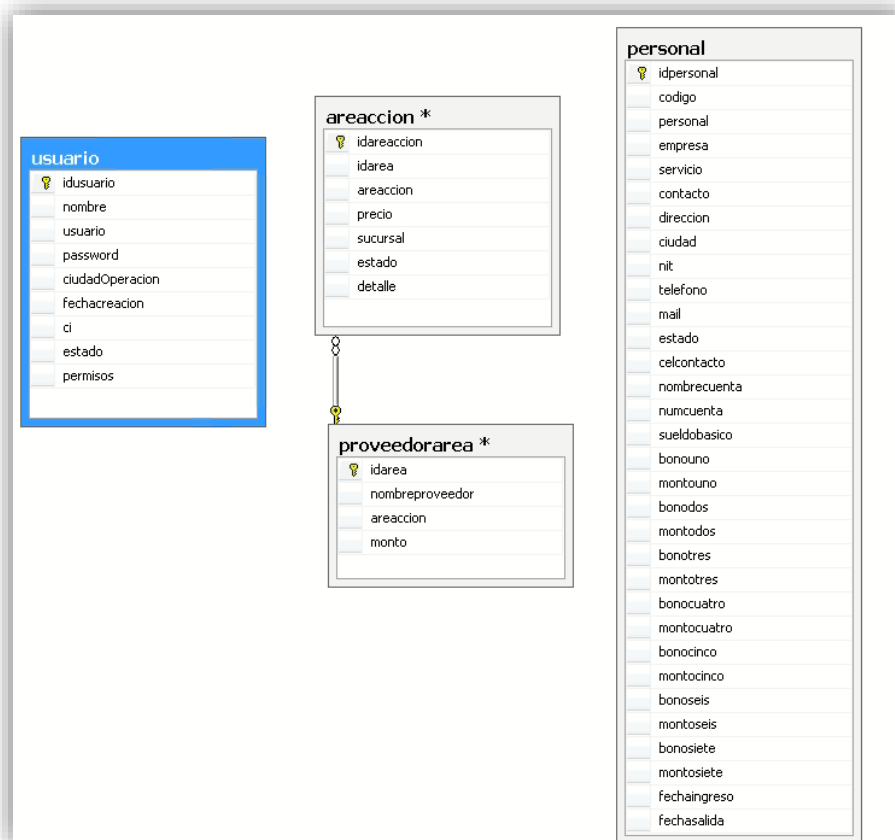 usuario
idusuario
nombre
usuario
password
ciudadOperacion
fechacreacion
ci
estado
permisos
areaccion *
idareaccion
idarea
areaccion
precio
sucursal
estado
detalle
proveedorarea *
idarea
nombreproveedor
areaccion
monto
personal
idpersonal
codigo
personal
empresa
servicio
contacto
direccion
ciudad
nit
telefono
mail
estado
celcontacto
nombrecuenta
numcuenta
sueldobasico
bonouno
montouno
bonodos
montodos
bonotres
montotres
bonocuatro
montocuatro
bonocinco
montocinco
bonoseis
montoseis
bonosiete
montosiete
fechaingreso
fechasalida